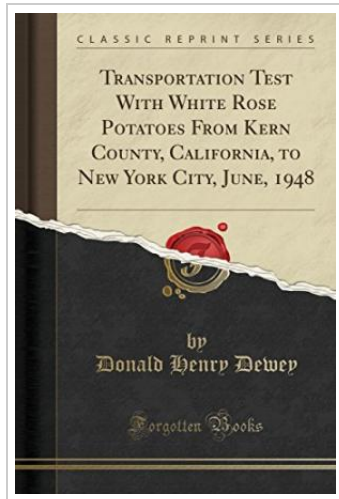 CLASSIC REPRINT SERIES
TRANSPORTATION TEST
WITH WHITE ROSE
POTATOES FROM KERN
COUNTY, CALIFORNIA, TO
NEW YORK CITY, JUNE, 1948
by
Donald Henry Dewey
Forgotten Books